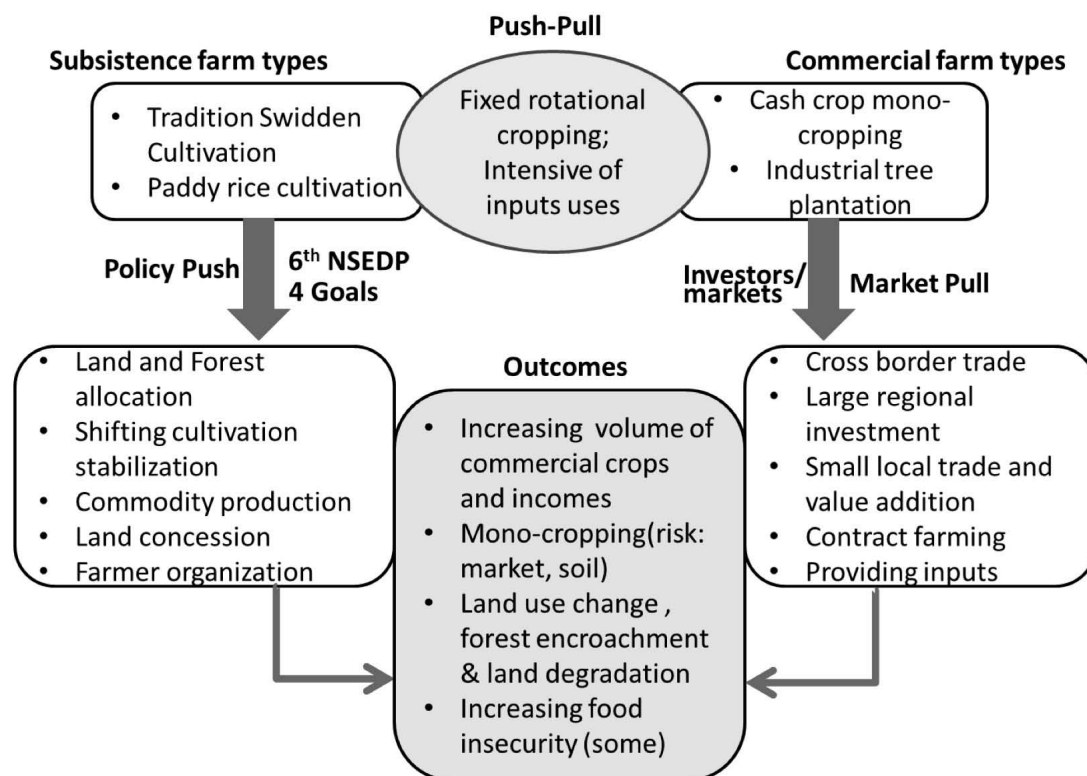 Push-Pull
Subsistence farm types
Commercial farm types
• Tradition Swidden
Cultivation
• Paddy rice cultivation
Fixed rotational
cropping;
Intensive of
inputs uses
• Cash crop mono-
cropping
• Industrial tree
plantation
Policy Push
6th NSEDP
4 Goals
Investors/
markets
Market Pull
• Land and Forest
allocation
• Shifting cultivation
stabilization
• Commodity production
• Land concession
• Farmer organization
Outcomes
• Increasing volume of
commercial crops
and incomes
• Mono-cropping(risk:
market, soil)
• Land use change ,
forest encroachment
& land degradation
• Increasing food
insecurity (some)
• Cross border trade
• Large regional
investment
• Small local trade and
value addition
• Contract farming
• Providing inputs